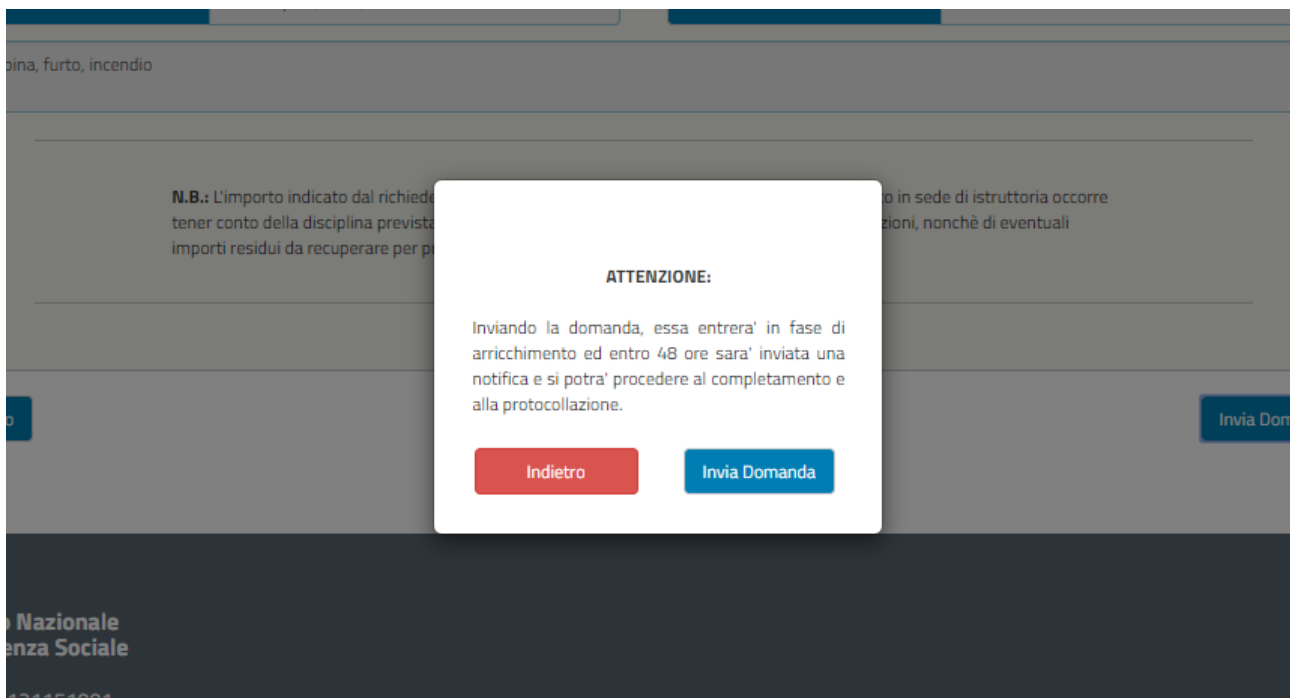 pina, furto, incendio
N.B.: L'importo indicato dal richiede
to in sede di istruttoria occorre
tener conto della disciplina prevista
zioni, nonchè di eventuali
importi residui da recuperare per pr
ATTENZIONE:
Inviando la domanda, essa entrera' in fase di
arricchimento ed entro 48 ore sara' inviata una
notifica e si potra' procedere al completamento e
alla protocollazione.
o
Invia Dom
Indietro
Invia Domanda
o Nazionale
enza Sociale